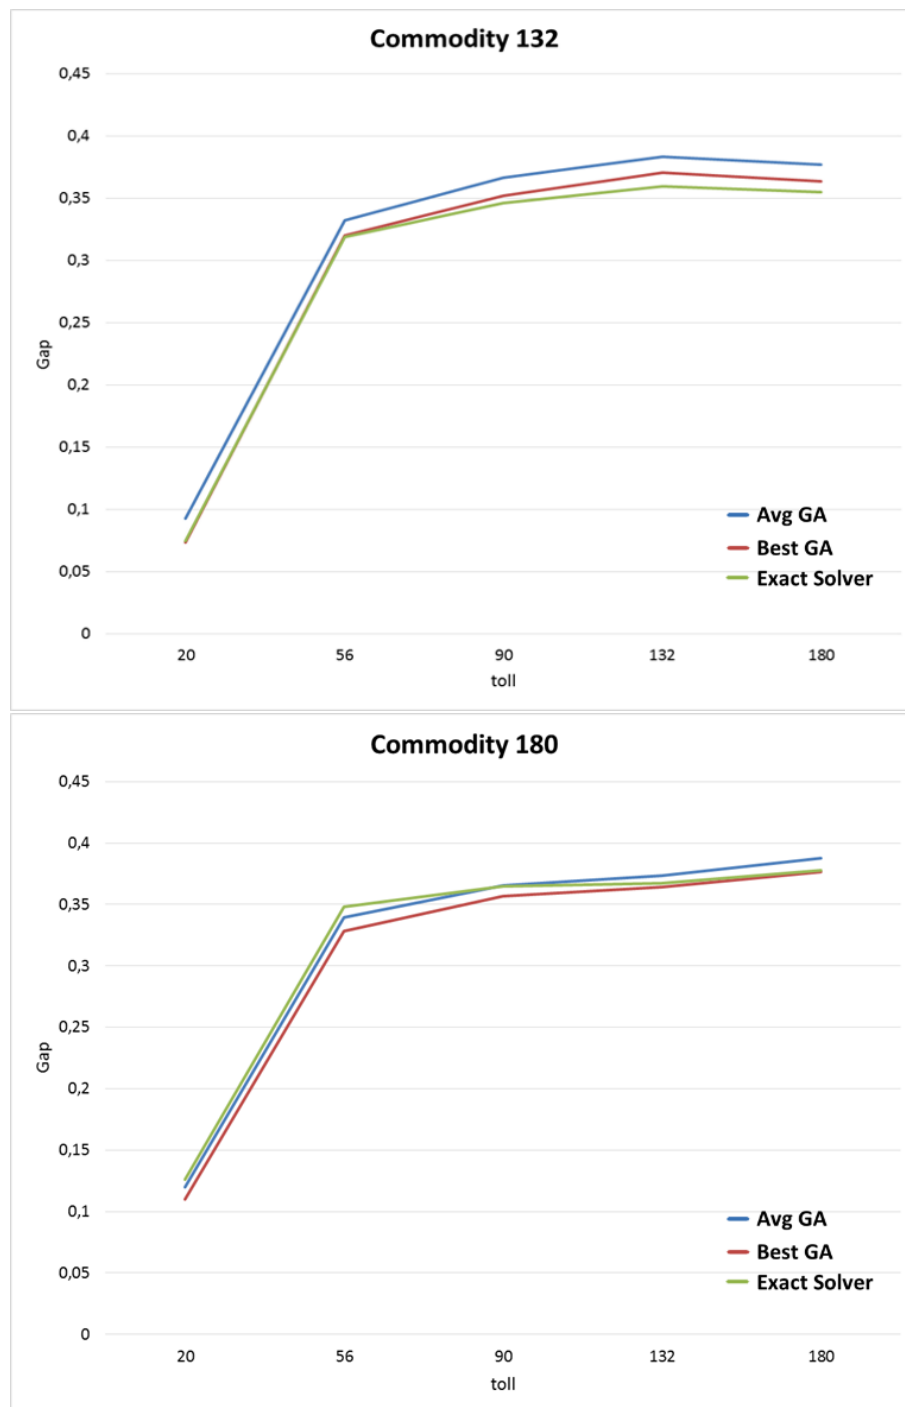 Commodity 132
0,45
0,4
0,35
0,3
0,25
0,2
0,15
0,1
0,05
0
Gap
20 56 90 132 180
toll
Avg GA
Best GA
Exact Solver
Commodity 180
0,45
0,4
0,35
0,3
0,25
0,2
0,15
0,1
0,05
0
Gap
20 56 90 132 180
toll
Avg GA
Best GA
Exact Solver